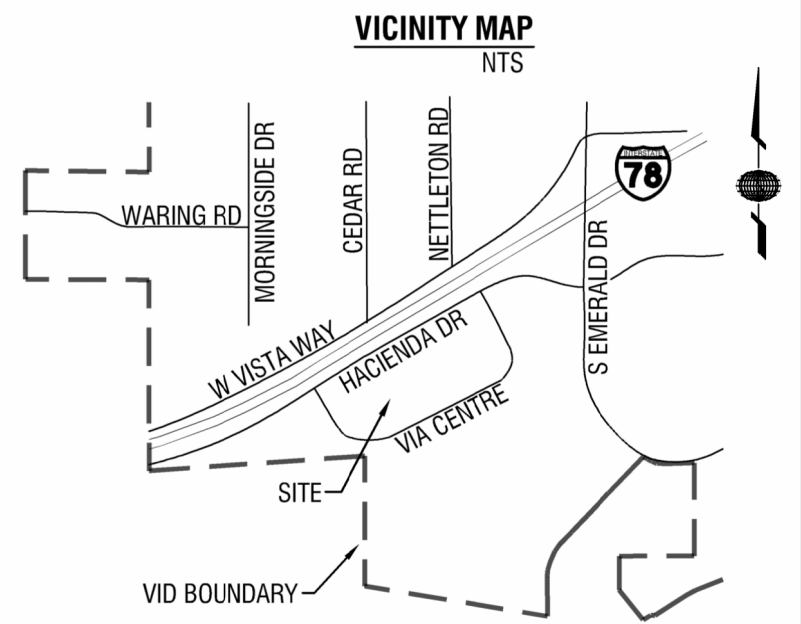 VICINITY MAP
NTS
MORNINGSIDE DR
CEDAR RD
NETTLETON RD
INTERSTATE
78
WARING RD
S EMERALD DR
W VISTA WAY
HACIENDA DR
VIA CENTRE
SITE
VID BOUNDARY